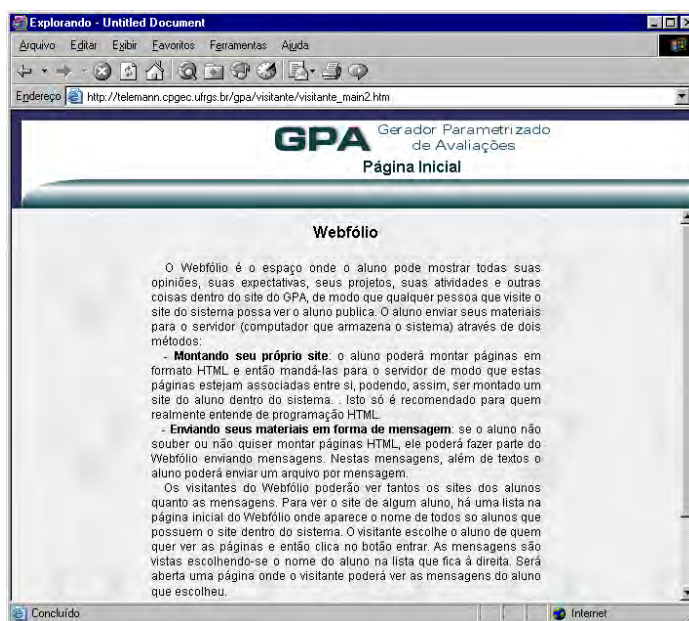 Explorando - Untitled Document
Arquivo Editar Exibir Favoritos Ferramentas Ajuda
Endereço http://telemann.cpgec.ufrgs.br/gpa/visitante/visitante_main2.htm
GPA Gerador Parametrizado
de Avaliações
Página Inicial
Webfólio
O Webfólio é o espaço onde o aluno pode mostrar todas suas
opiniões, suas expectativas, seus projetos, suas atividades e outras
coisas dentro do site do GPA, de modo que qualquer pessoa que visite o
site do sistema possa ver o aluno publica. O aluno enviar seus materiais
para o servidor (computador que armazena o sistema) através de dois
métodos:
- Montando seu próprio site: o aluno poderá montar páginas em
formato HTML e então mandá-las para o servidor de modo que estas
páginas estejam associadas entre si, podendo, assim, ser montado um
site do aluno dentro do sistema. . Isto só é recomendado para quem
realmente entende de programação HTML.
- Enviando seus materiais em forma de mensagem: se o aluno não
souber ou não quiser montar páginas HTML, ele poderá fazer parte do
Webfólio enviando mensagens. Nestas mensagens, além de textos o
aluno poderá enviar um arquivo por mensagem.
Os visitantes do Webfólio poderão ver tantos os sites dos alunos
quanto as mensagens. Para ver o site de algum aluno, há uma lista na
página inicial do Webfólio onde aparece o nome de todos so alunos que
possuem o site dentro do sistema. O visitante escolhe o aluno de quem
quer ver as páginas e então clica no botão entrar. As mensagens são
vistas escolhendo-se o nome do aluno na lista que fica à direita. Será
aberta uma página onde o visitante poderá ver as mensagens do aluno
que escolheu.
Concluído Internet